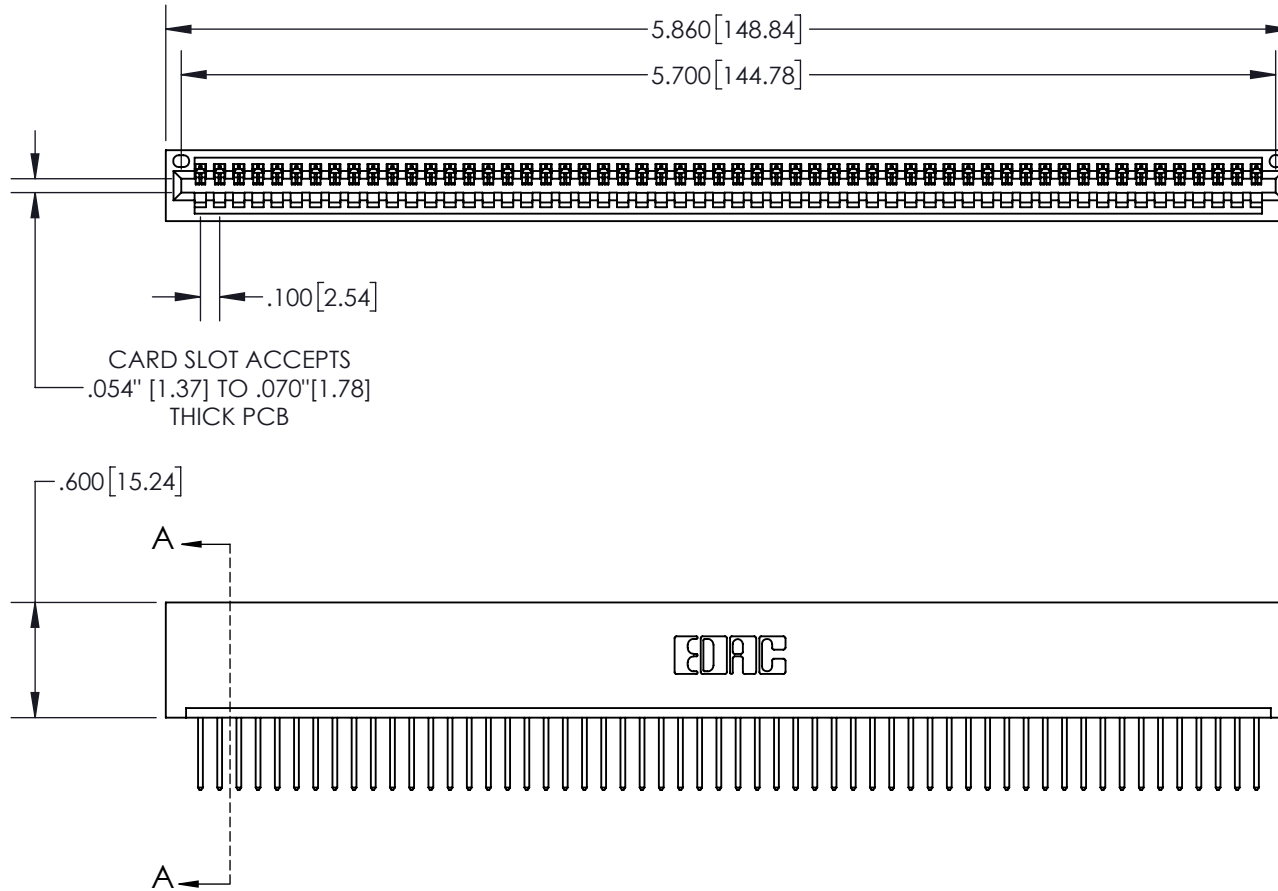 5.860[148.84]
5.700[144.78]
.100[2.54]
CARD SLOT ACCEPTS
.054" [1.37] TO .070"[1.78]
THICK PCB
.600[15.24]
A
EDAC
A